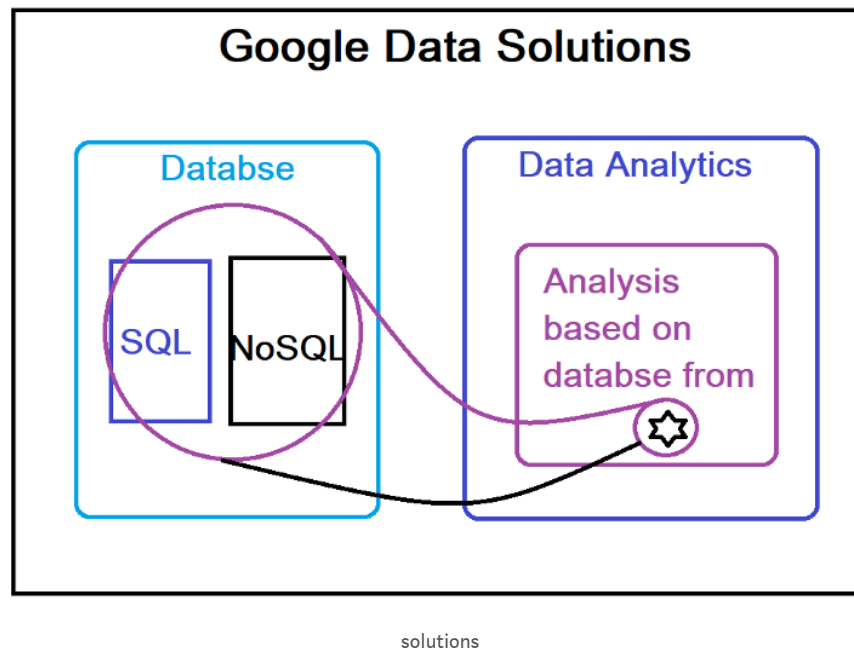 Google Data Solutions
Databse
Data Analytics
SQL
NoSQL
Analysis
based on
databse from
solutions